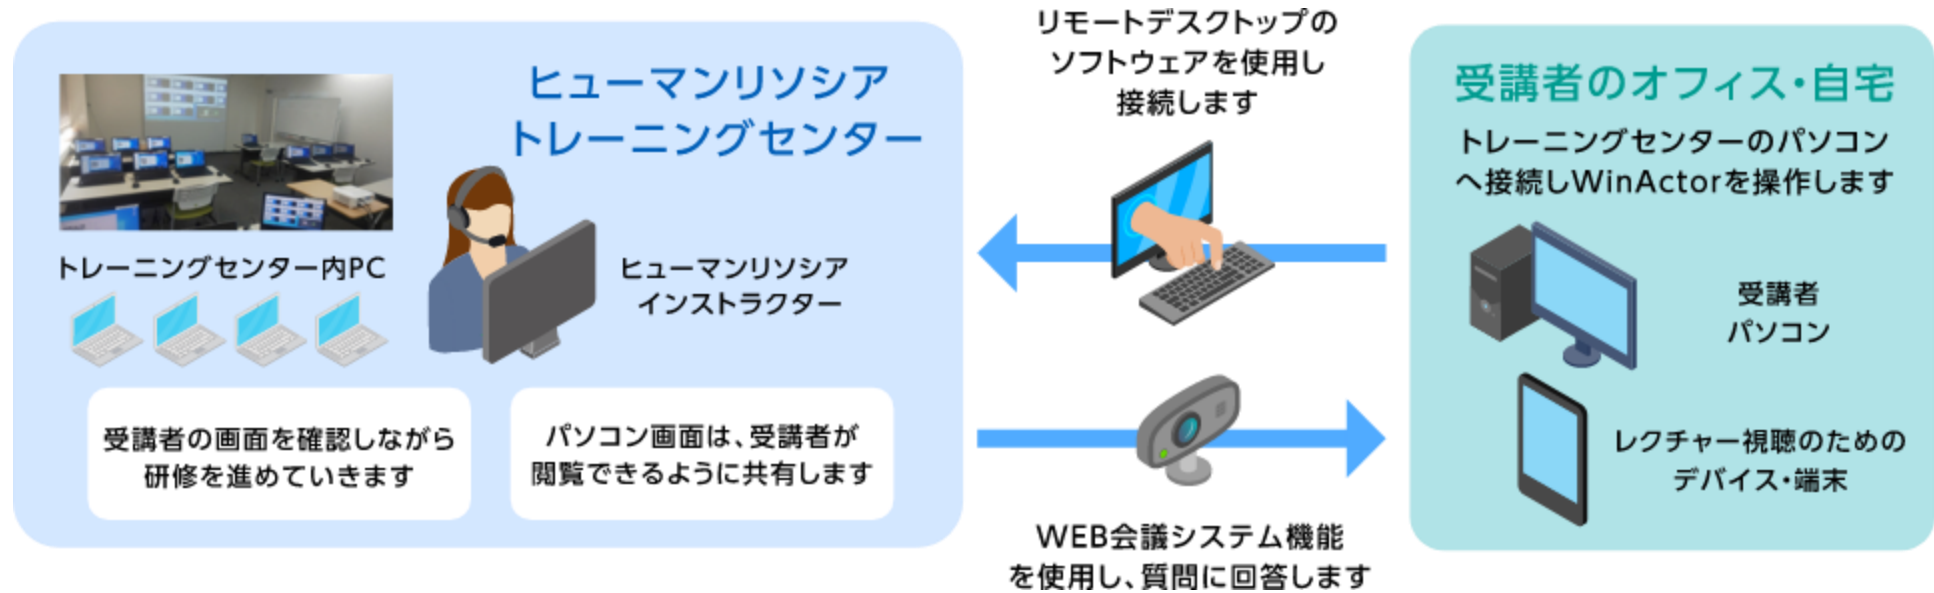 ヒューマンリソシア
トレーニングセンター
トレーニングセンター内PC
ヒューマンリソシア
インストラクター
受講者の画面を確認しながら
研修を進めていきます
パソコン画面は、受講者が
閲覧できるように共有します
リモートデスクトップの
ソフトウェアを使用し
接続します
WEB会議システム機能
を使用し、質問に回答します
受講者のオフィス・自宅
トレーニングセンターのパソコン
へ接続しWinActorを操作します
受講者
パソコン
レクチャー視聴のための
デバイス・端末